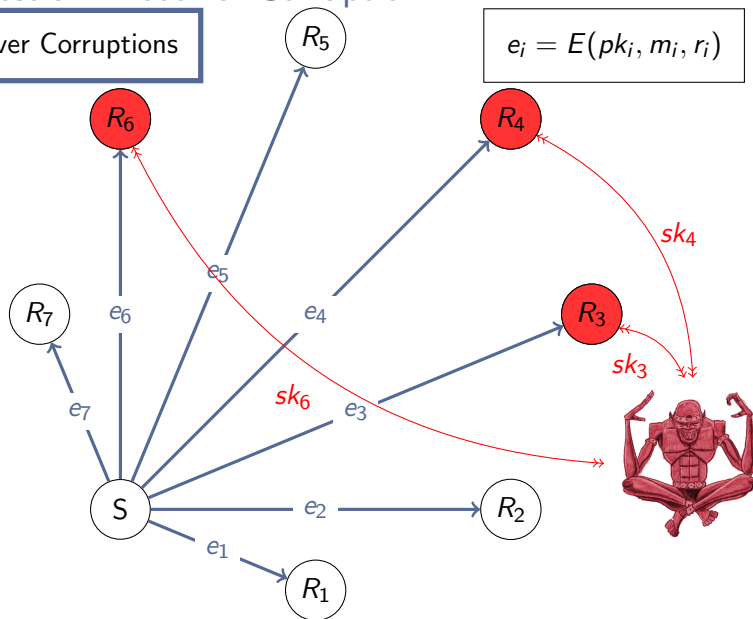 ver Corruptions
R₅
eᵢ = E(pkᵢ, mᵢ, rᵢ)
R₆
R₄
sk₄
e₅
R₇
e₆
e₄
R₃
sk₃
sk₆
e₇
e₃
S
e₂
R₂
e₁
R₁